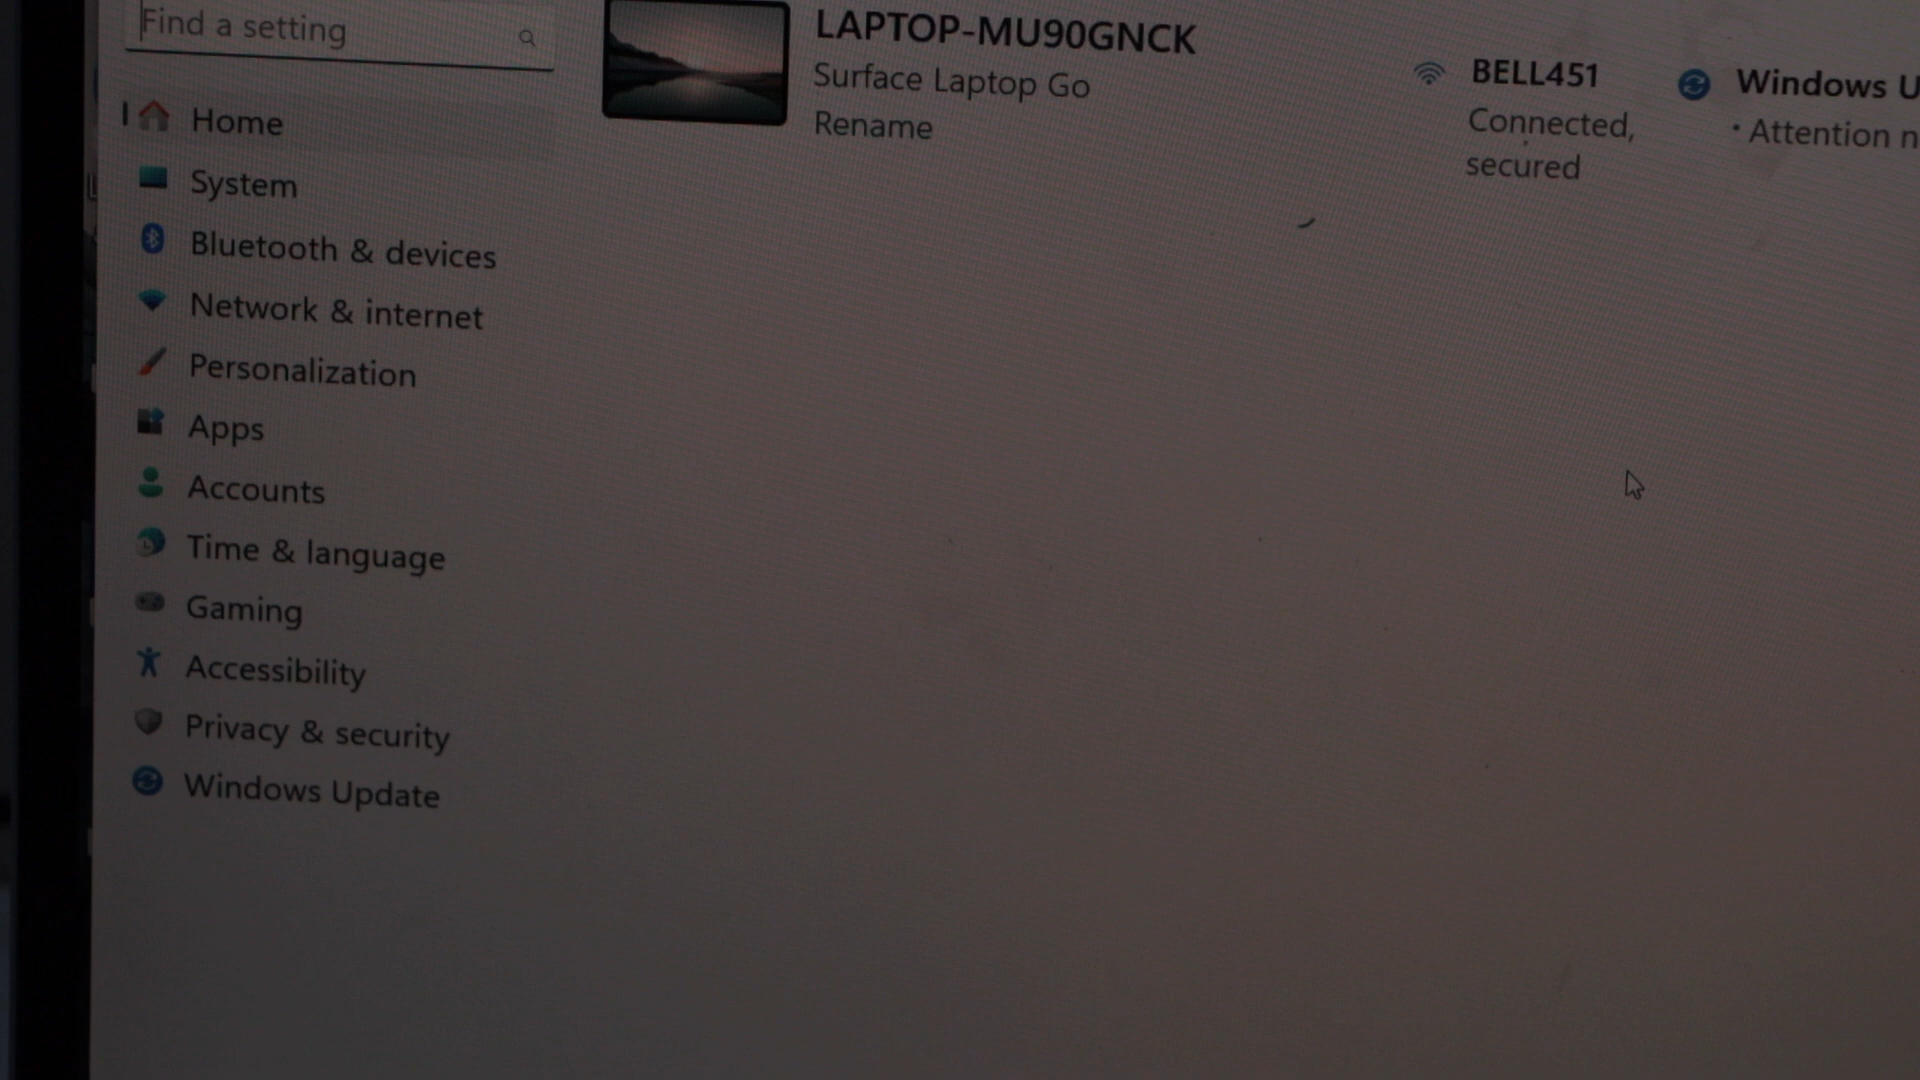 Find a setting
LAPTOP-MU90GNCK
Surface Laptop Go
Rename
BELL451
Connected,
secured
Windows U
• Attention n
Home
System
Bluetooth & devices
Network & internet
Personalization
Apps
Accounts
Time & language
Gaming
Accessibility
Privacy & security
Windows Update